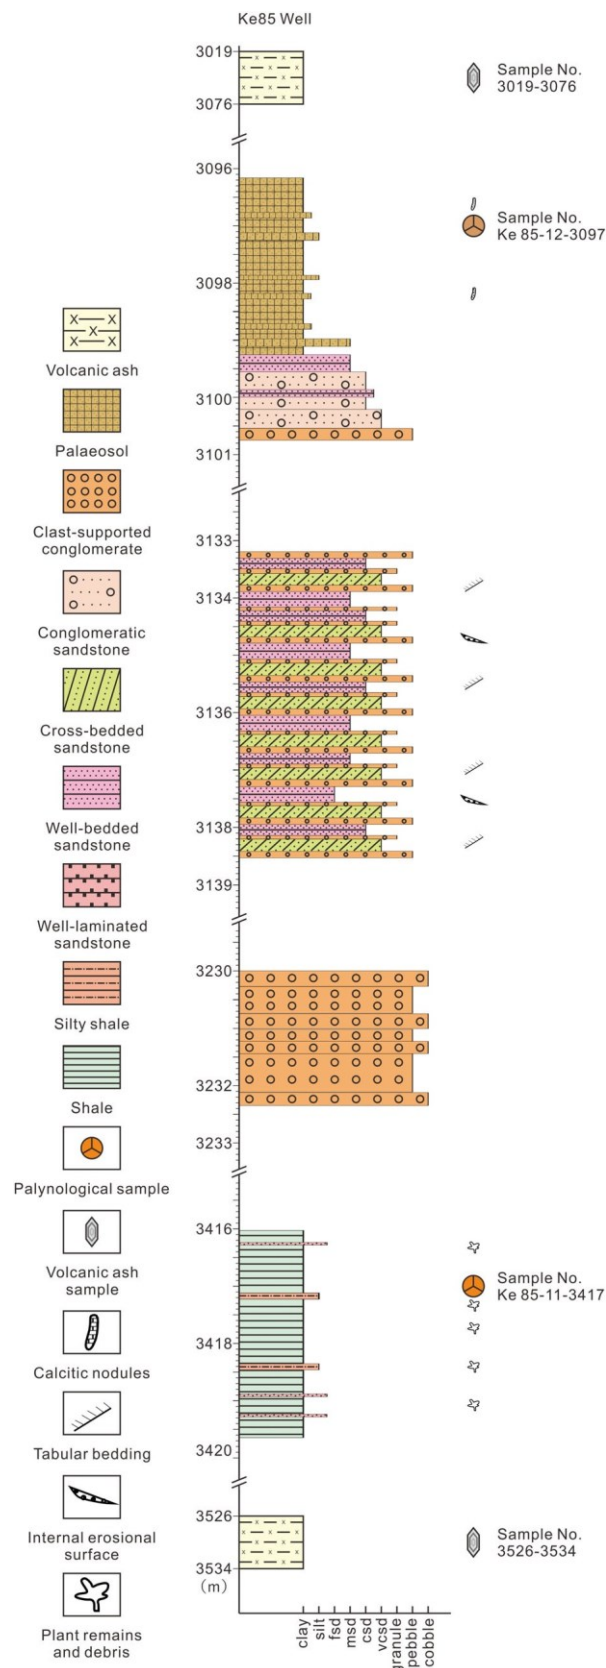 Ke85 Well
3019
3076
3096
3098
3100
3101
3133
3134
3136
3138
3139
3230
3232
3233
3416
3418
3420
3526
3534
(m)
clay
silt
fsd
msd
csd
vcsd
granule
pebble
cobble
Sample No.
3019-3076
Sample No.
Ke 85-12-3097
Sample No.
Ke 85-11-3417
Sample No.
3526-3534
X X
X
X X
Volcanic ash
Palaeosol
Clast-supported
conglomerate
Conglomeratic
sandstone
Cross-bedded
sandstone
Well-bedded
sandstone
Well-laminated
sandstone
Silty shale
Shale
Palynological sample
Volcanic ash
sample
Calcitic nodules
Tabular bedding
Internal erosional
surface
Plant remains
and debris